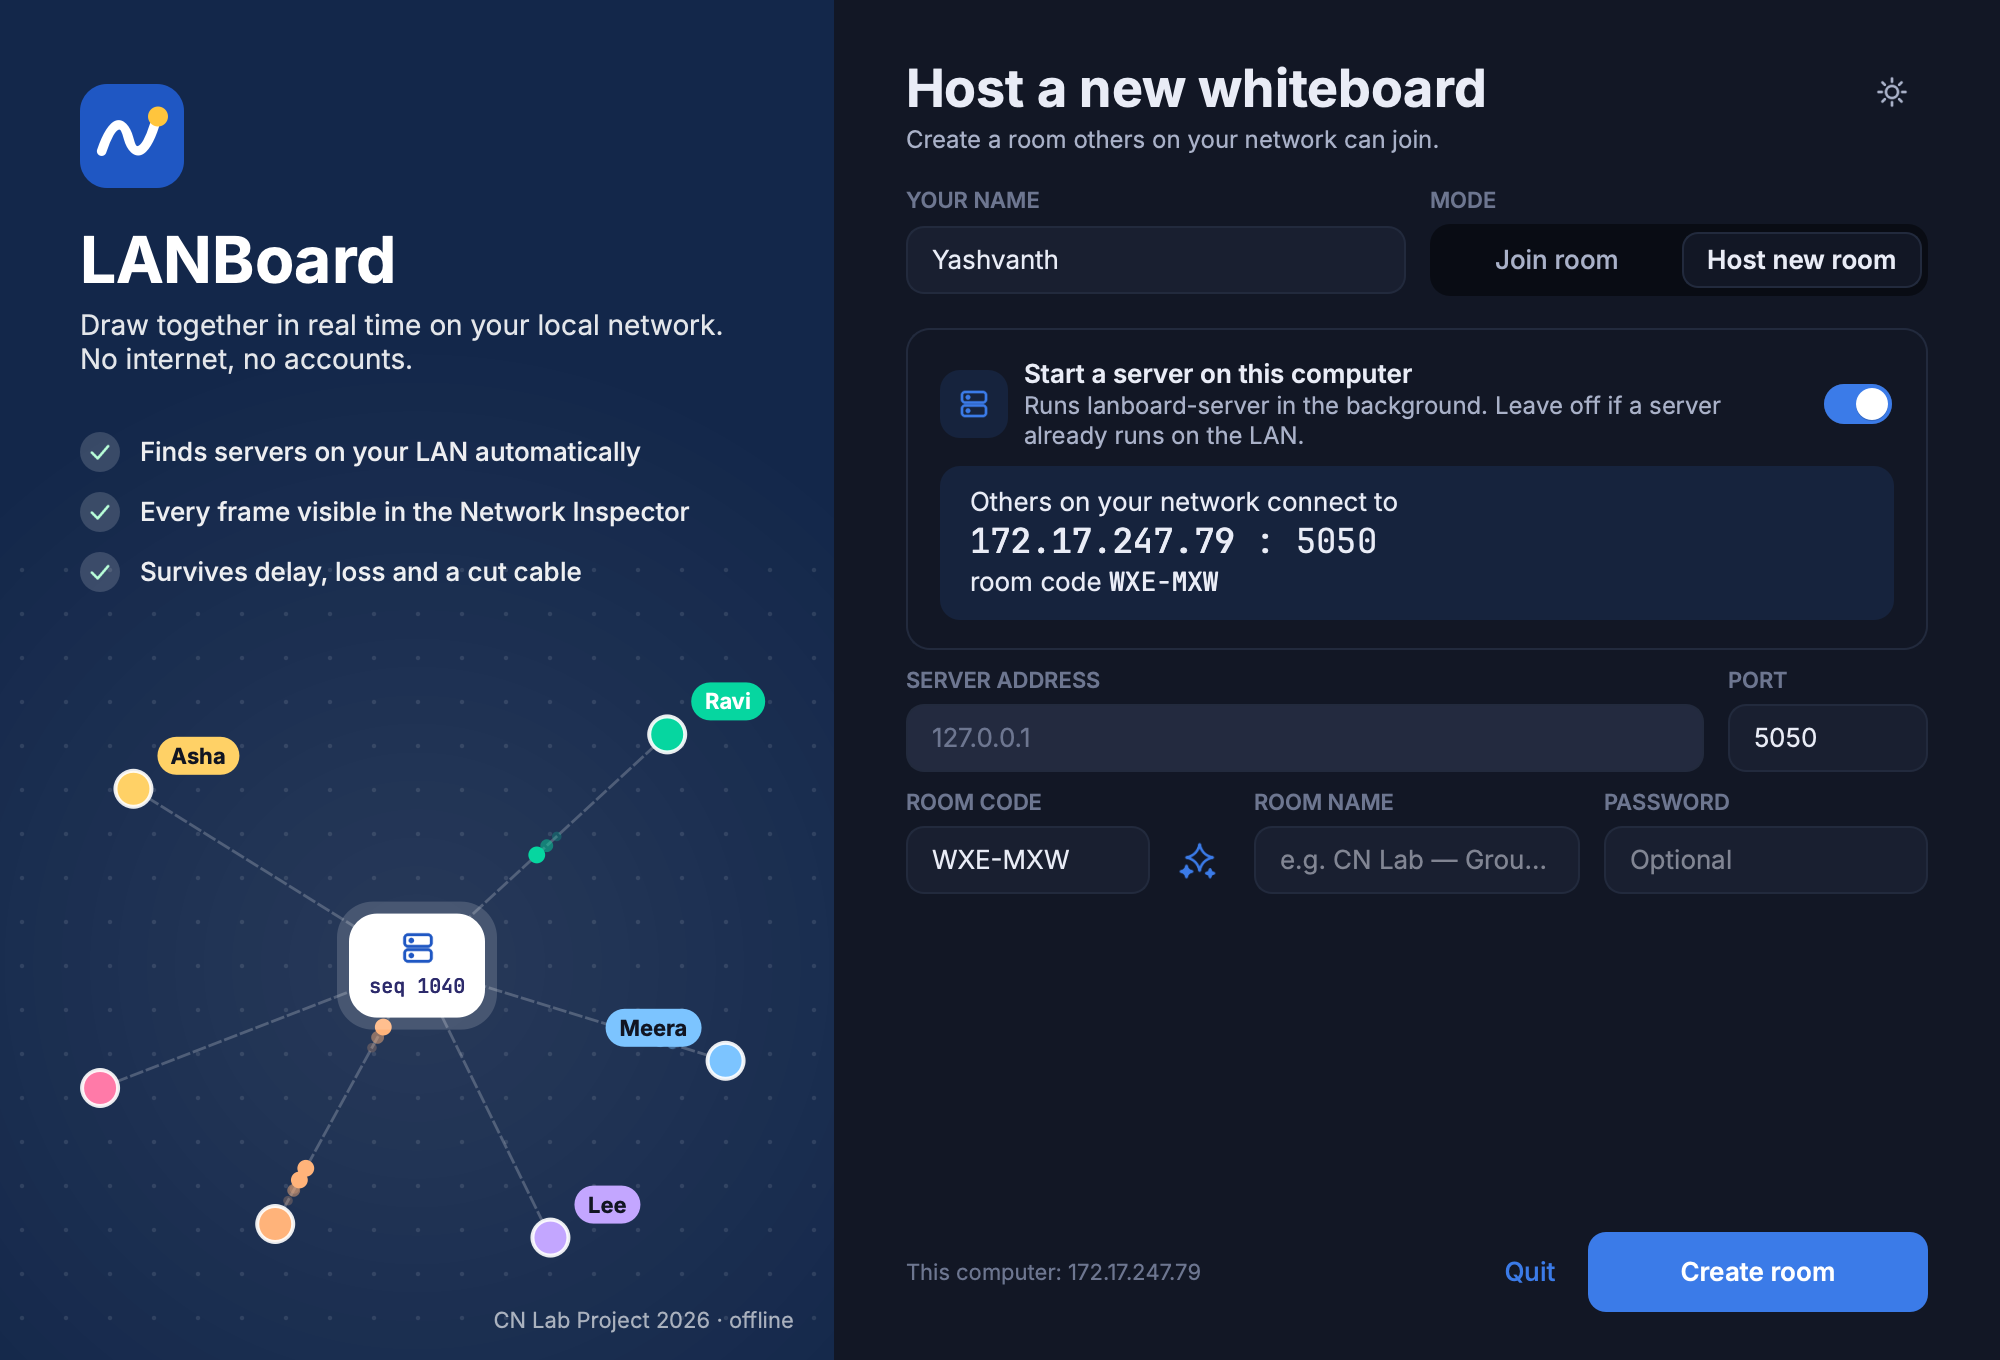 LANBoard
Draw together in real time on your local network.
No internet, no accounts.
Finds servers on your LAN automatically
Every frame visible in the Network Inspector
Survives delay, loss and a cut cable
Ravi
Asha
seq 1040
Meera
Lee
CN Lab Project 2026 · offline
Host a new whiteboard
Create a room others on your network can join.
YOUR NAME
Yashvanth
MODE
Join room
Host new room
Start a server on this computer
Runs lanboard-server in the background. Leave off if a server
already runs on the LAN.
Others on your network connect to
172.17.247.79 : 5050
room code WXE-MXW
SERVER ADDRESS
127.0.0.1
PORT
5050
ROOM CODE
WXE-MXW
ROOM NAME
e.g. CN Lab — Grou...
PASSWORD
Optional
This computer: 172.17.247.79
Quit
Create room